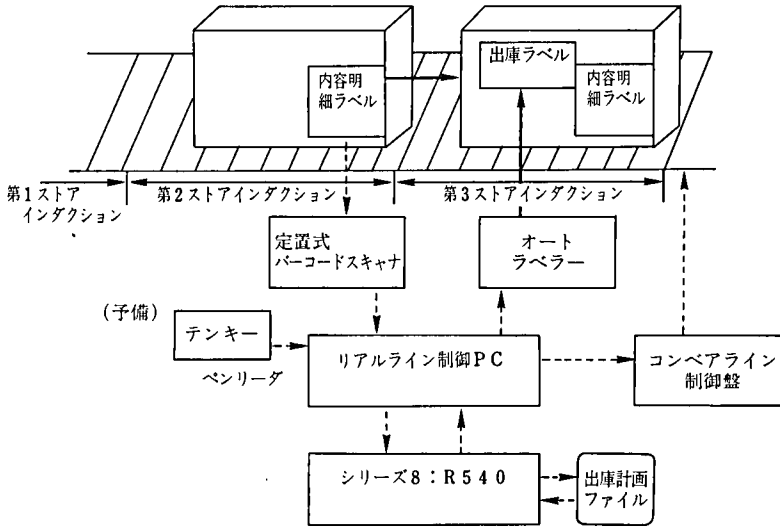 内容明
細ラベル
出庫ラベル
内容明
細ラベル
第1ストア
インダクション
第2ストアインダクション
第3ストアインダクション
定置式
バーコードスキャナ
オート
ラベラー
(予備)
テンキー
ペンリーダ
リアルライン制御PC
コンベアライン
制御盤
シリーズ8:R540
出庫計画
ファイル